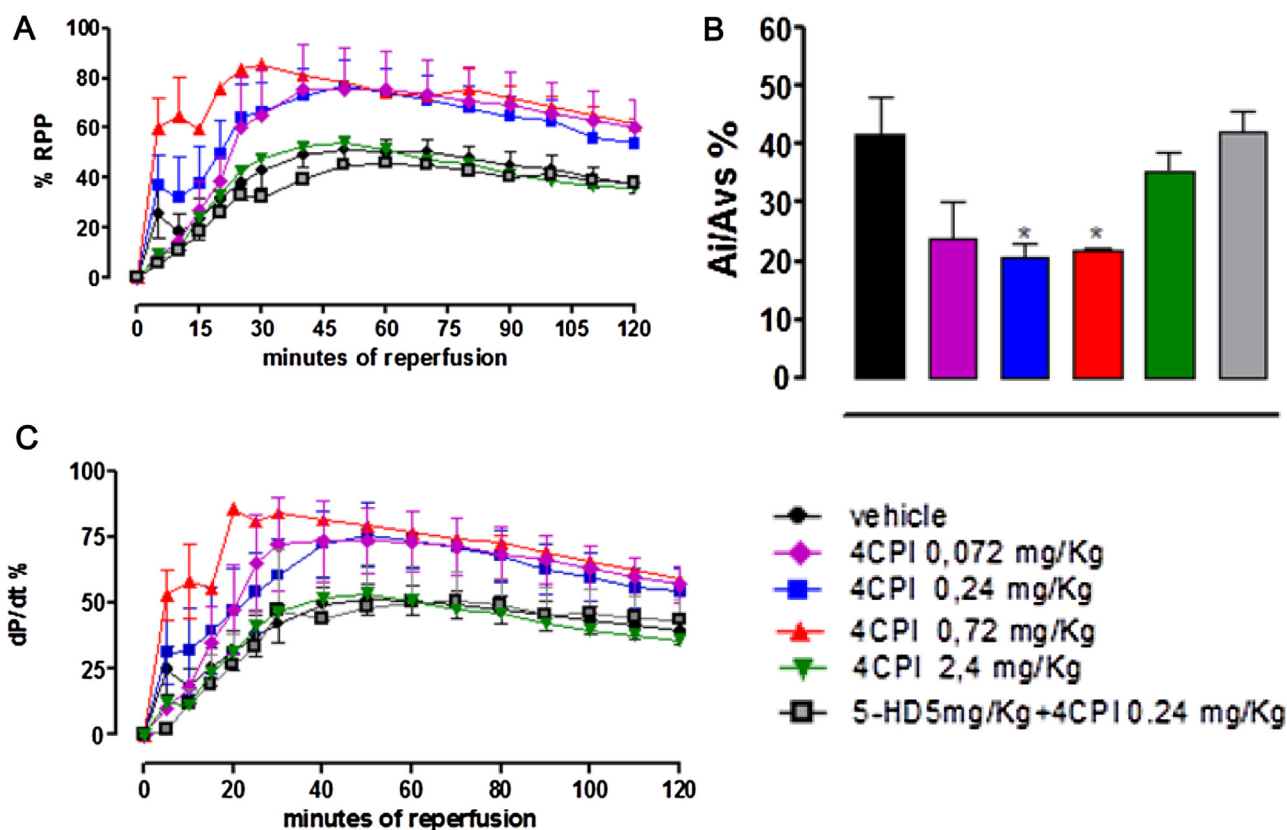 A
100
80
60
40
20
0
% RPP
0 15 30 45 60 75 90 105 120
minutes of reperfusion
B
60
50
40
30
20
10
0
Ai/Avs %
* *
C
100
75
50
25
0
dP/dt %
0 20 40 60 80 100 120
minutes of reperfusion
vehicle
4CPI 0,072 mg/Kg
4CPI 0,24 mg/Kg
4CPI 0,72 mg/Kg
4CPI 2,4 mg/Kg
5-HD5mg/Kg+4CPI0.24 mg/Kg